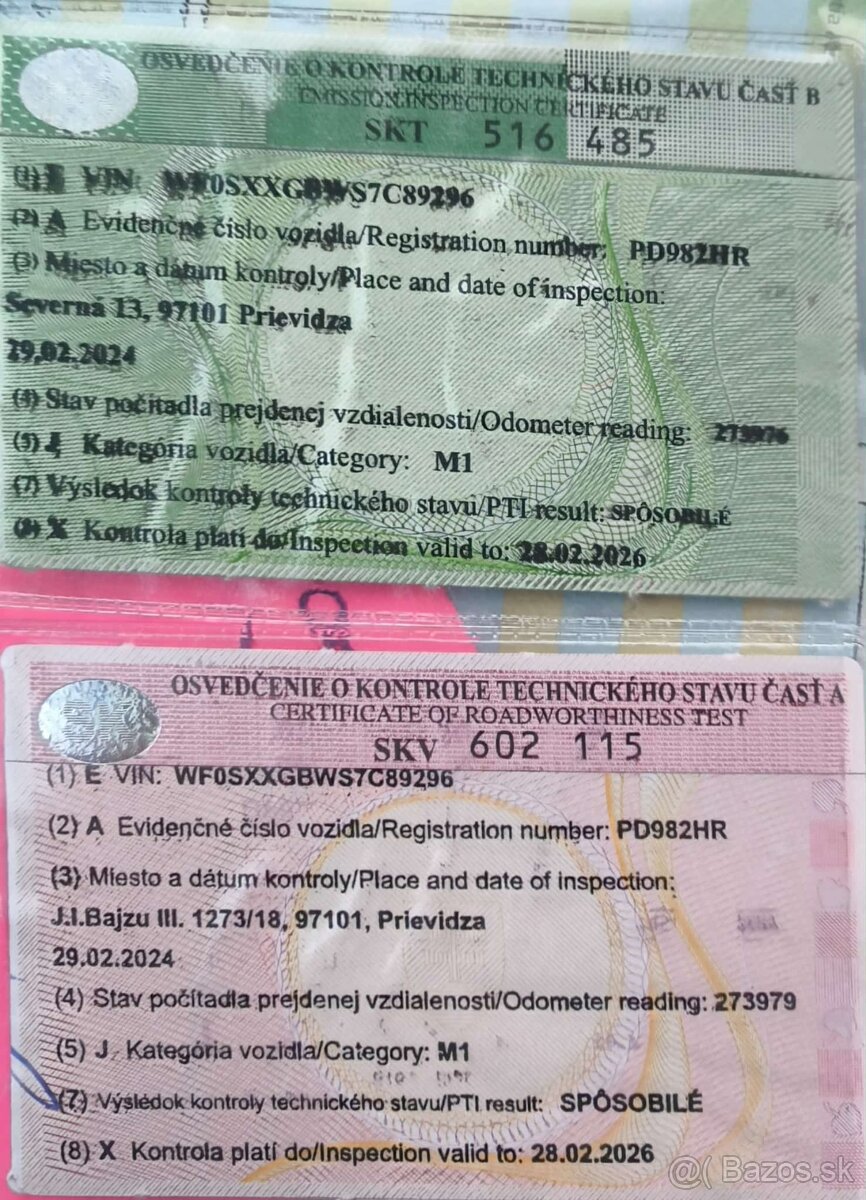 OSVEDČENIE O KONTROLE TECHNICKÉHO STAVU ČASŤ B
EMISSION INSPECTION CERTIFICATE
SKT 516 485
(1) E VIN: WF0SXXGBWS7C89296
(2) A Evidenčné číslo vozidla/Registration number: PD982HR
(3) Miesto a dátum kontroly/Place and date of inspection:
Severná 13, 97101 Prievidza
29.02.2024
(4) Stav počítadla prejdenej vzdialenosti/Odometer reading: 273976
(5) J Kategória vozidla/Category: M1
(7) Výsledok kontroly technického stavu/PTI result: SPÔSOBILÉ
(8) X Kontrola platí do/Inspection valid to: 28.02.2026
OSVEDČENIE O KONTROLE TECHNICKÉHO STAVU ČASŤ A
CERTIFICATE OF ROADWORTHINESS TEST
SKV 602 115
(1) E VIN: WF0SXXGBWS7C89296
(2) A Evidenčné číslo vozidla/Registration number: PD982HR
(3) Miesto a dátum kontroly/Place and date of inspection:
J.I.Bajzu III. 1273/18, 97101, Prievidza
29.02.2024
(4) Stav počítadla prejdenej vzdialenosti/Odometer reading: 273979
(5) J Kategória vozidla/Category: M1
(7) Výsledok kontroly technického stavu/PTI result: SPÔSOBILÉ
(8) X Kontrola platí do/Inspection valid to: 28.02.2026
@( Bazos.sk